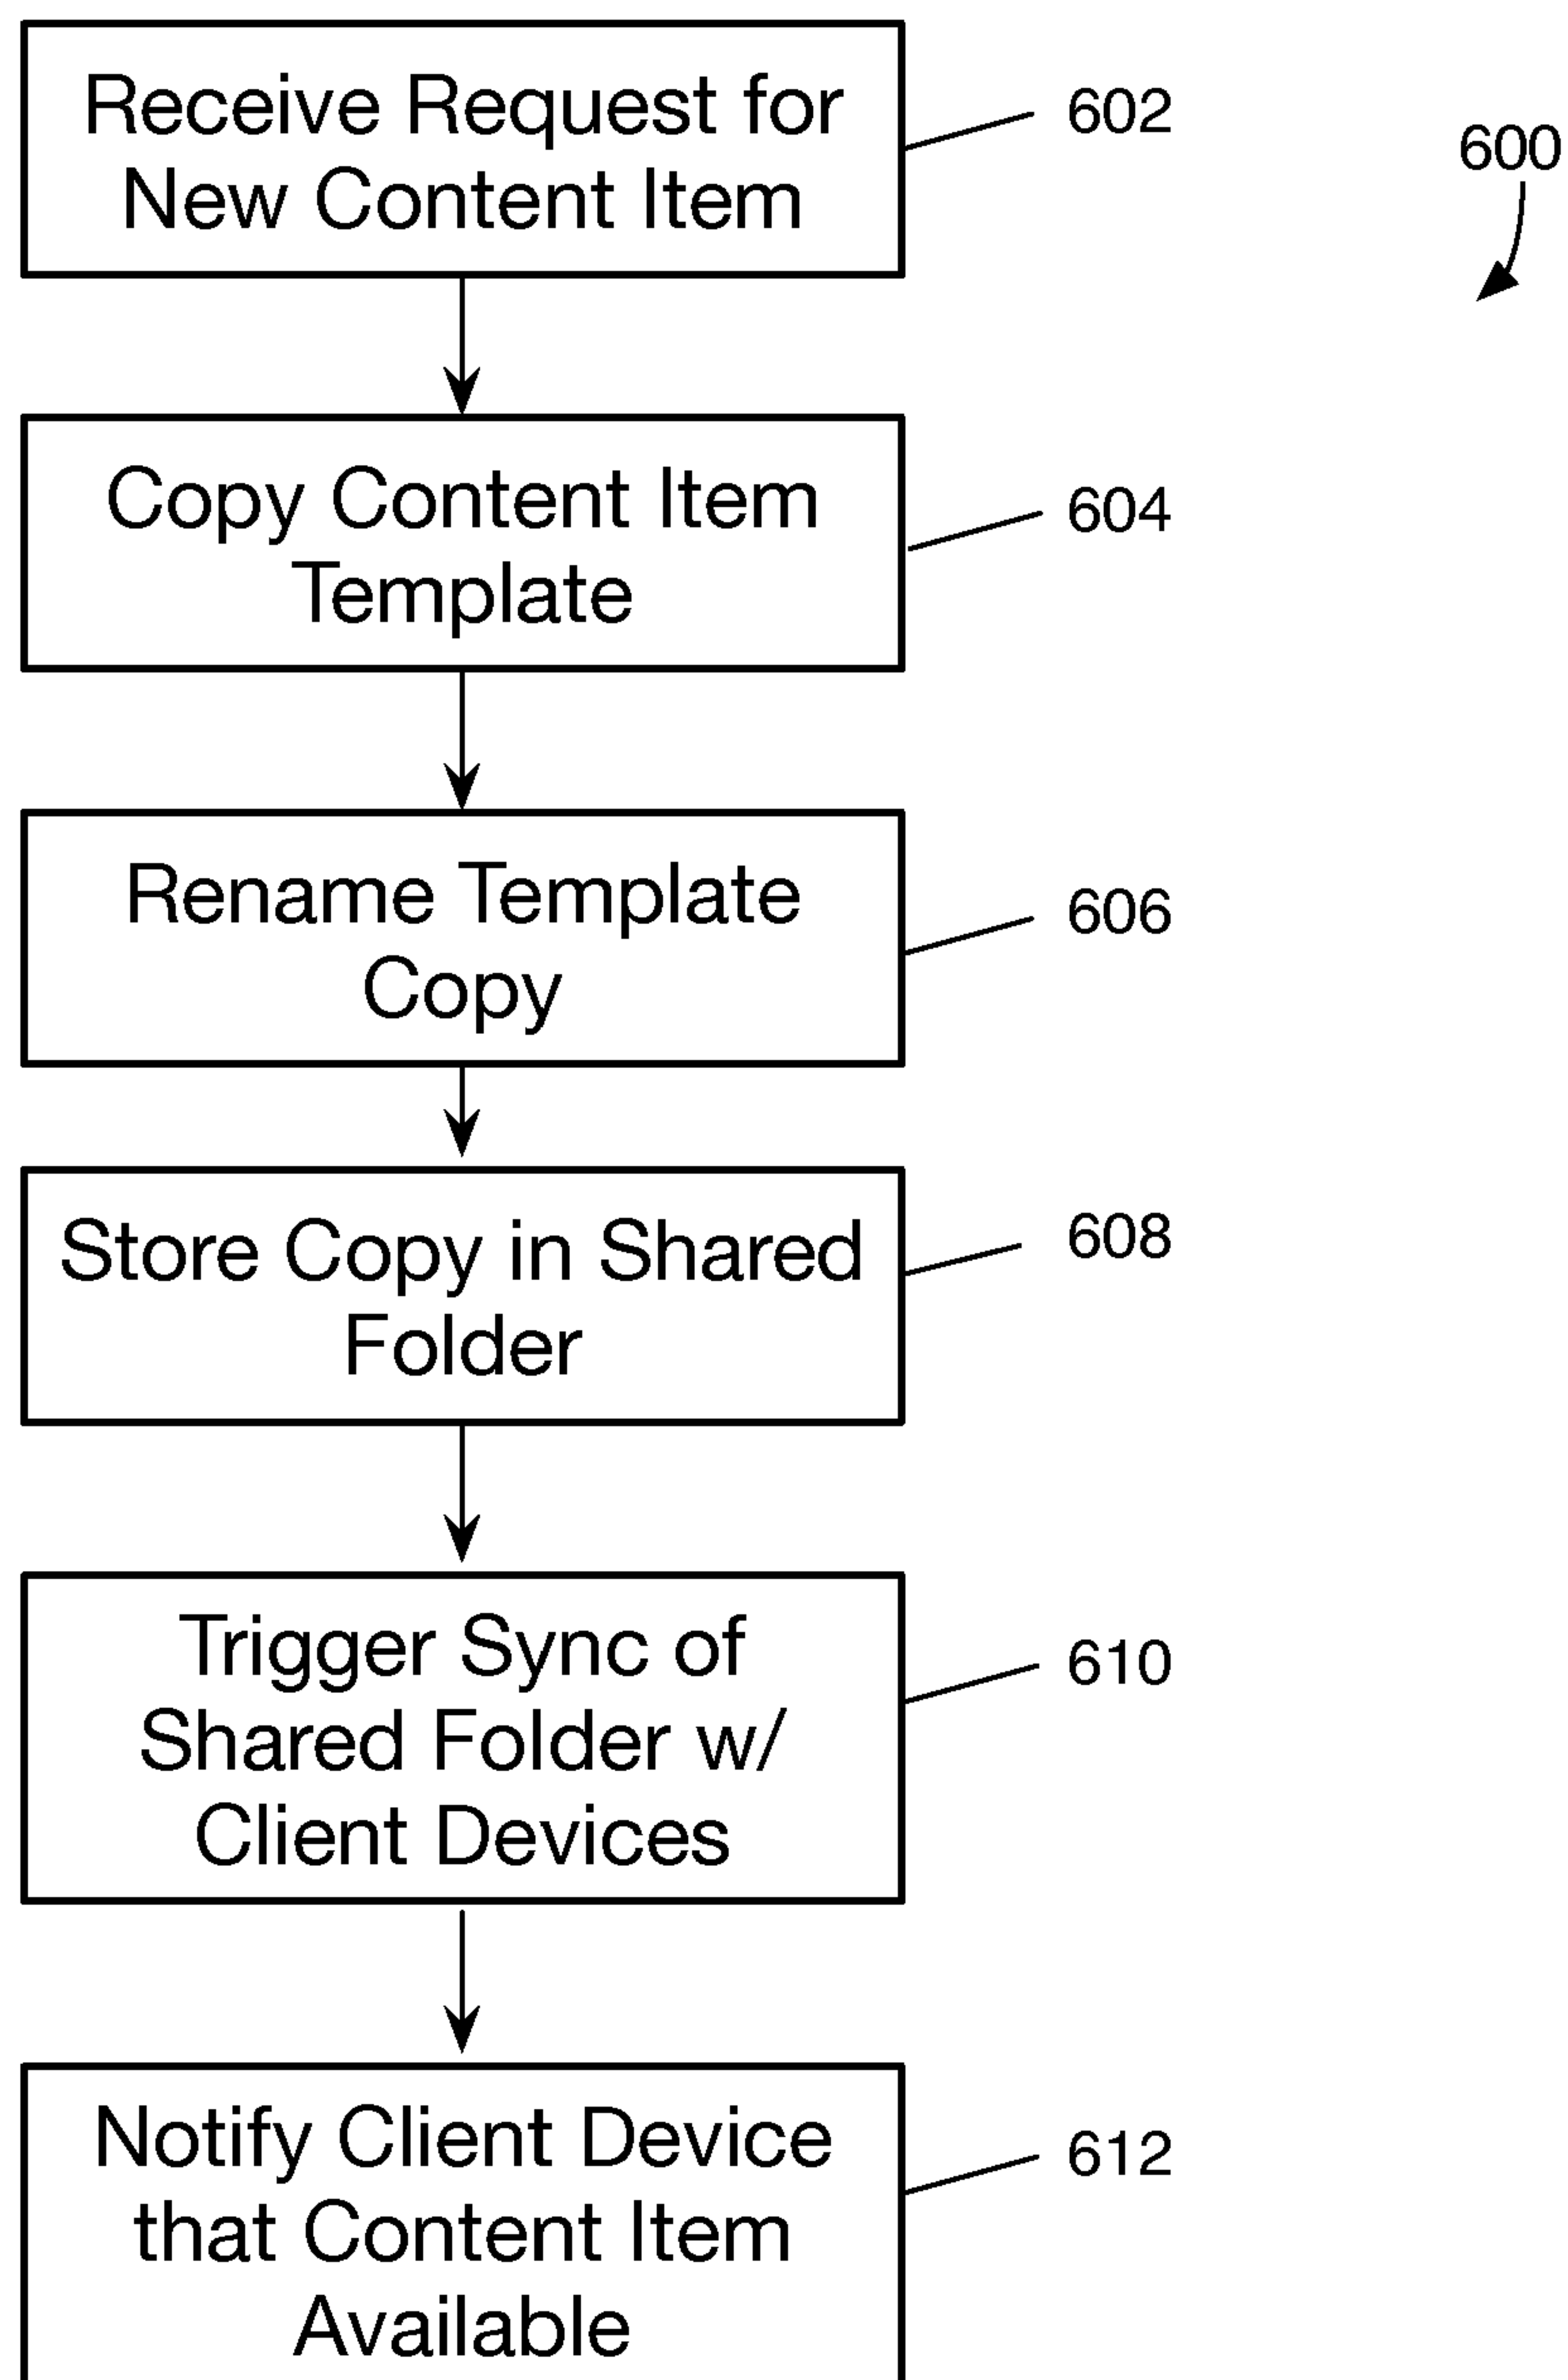 Receive Request for
New Content Item
602
600
Copy Content Item
Template
604
Rename Template
Copy
606
Store Copy in Shared
Folder
608
Trigger Sync of
Shared Folder w/
Client Devices
610
Notify Client Device
that Content Item
Available
612